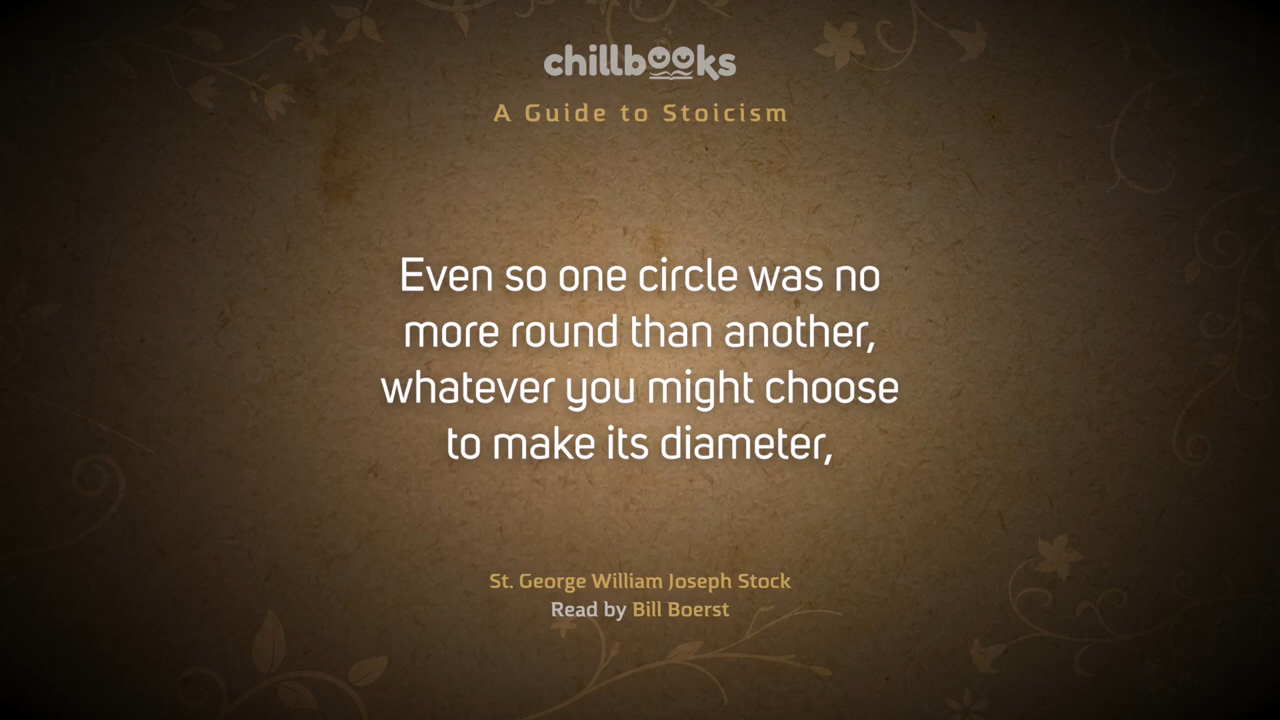 chillbooks
A Guide to Stoicism
Even so one circle was no
more round than another,
whatever you might choose
to make its diameter,
St. George William Joseph Stock
Read by Bill Boerst